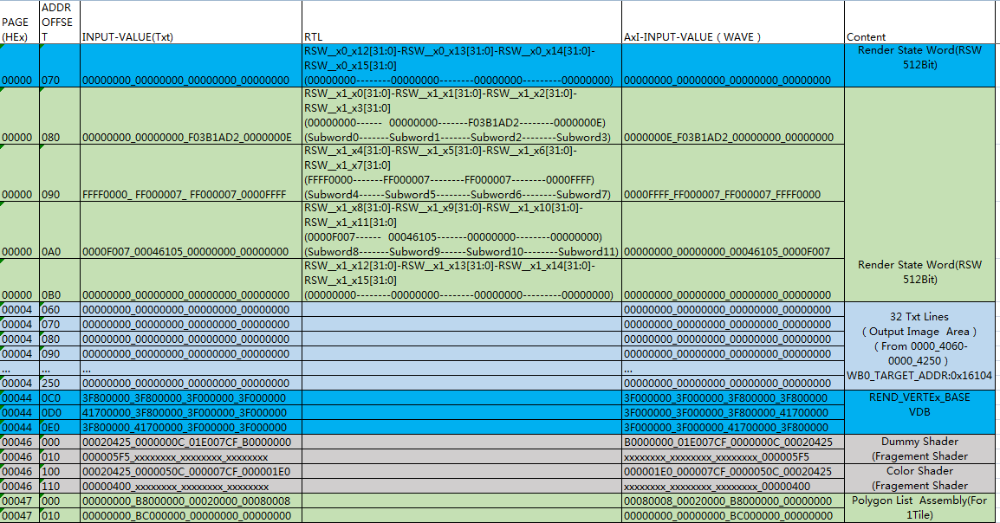 PAGE (HEx) ADDR OFFSET INPUT-VALUE(Txt) RTL AxI-INPUT-VALUE ( WAVE ) Content
00000 070 00000000_00000000_00000000_00000000 RSW__x0_x12[31:0]-RSW__x0_x13[31:0]-RSW__x0_x14[31:0]-RSW__x0_x15[31:0] (00000000-------00000000-------00000000--------00000000) 00000000_00000000_00000000_00000000 Render State Word(RSW 512Bit)
00000 080 00000000_00000000_F03B1AD2_0000000E RSW__x1_x0[31:0]-RSW__x1_x1[31:0]-RSW__x1_x2[31:0]-RSW__x1_x3[31:0] (00000000------ 00000000-------F03B1AD2--------0000000E) (Subword0-------Subword1-------Subword2-------Subword3) 0000000E_F03B1AD2_00000000_00000000
00000 090 FFFF0000_ FF000007_ FF000007_0000FFFF RSW__x1_x4[31:0]-RSW__x1_x5[31:0]-RSW__x1_x6[31:0]-RSW__x1_x7[31:0] (FFFF0000-------FF000007-------FF000007--------0000FFFF) (Subword4------Subword5-------Subword6-------Subword7) 0000FFFF_FF000007_FF000007_FFFF0000
00000 0A0 0000F007_00046105_00000000_00000000 RSW__x1_x8[31:0]-RSW__x1_x9[31:0]-RSW__x1_x10[31:0]-RSW__x1_x11[31:0] (0000F007------ 00046105-------00000000--------00000000) (Subword8-------Subword9------Subword10-------Subword11) 00000000_00000000_00046105_0000F007
00000 0B0 00000000_00000000_00000000_00000000 RSW__x1_x12[31:0]-RSW__x1_x13[31:0]-RSW__x1_x14[31:0]-RSW__x1_x15[31:0] (00000000--------00000000-------00000000--------00000000) 00000000_00000000_00000000_00000000 Render State Word(RSW 512Bit)
00004 060 00000000_00000000_00000000_00000000 00000000_00000000_00000000_00000000
00004 070 00000000_00000000_00000000_00000000 00000000_00000000_00000000_00000000 32 Txt Lines
00004 080 00000000_00000000_00000000_00000000 00000000_00000000_00000000_00000000 ( Output Image Area )
00004 090 00000000_00000000_00000000_00000000 00000000_00000000_00000000_00000000 ( From 0000_4060-
... ... ... ... 0000_4250 )
00004 250 00000000_00000000_00000000_00000000 00000000_00000000_00000000_00000000 WB0_TARGET_ADDR:0x16104
00044 0C0 3F800000_3F800000_3F000000_3F000000 3F000000_3F000000_3F800000_3F800000 REND_VERTEx_BASE
00044 0D0 41700000_3F800000_3F000000_3F000000 3F000000_3F000000_3F800000_41700000 VDB
00044 0E0 3F800000_41700000_3F000000_3F000000 3F000000_3F000000_41700000_3F800000
00046 000 00020425_0000000C_01E007CF_B0000000 B0000000_01E007CF_0000000C_00020425 Dummy Shader
00046 010 000005F5_xxxxxxxx_xxxxxxxx_xxxxxxxx xxxxxxxx_xxxxxxxx_xxxxxxxx_000005F5 (Fragement Shader
00046 100 00020425_0000050C_000007CF_000001E0 000001E0_000007CF_0000050C_00020425 Color Shader
00046 110 00000400_xxxxxxxx_xxxxxxxx_xxxxxxxx xxxxxxxx_xxxxxxxx_xxxxxxxx_00000400 (Fragement Shader
00047 000 00000000_B8000000_00020000_00080008 00080008_00020000_B8000000_00000000 Polygon List Assembly(For
00047 010 00000000_BC000000_00000000_00000000 00000000_00000000_BC000000_00000000 1Tile)